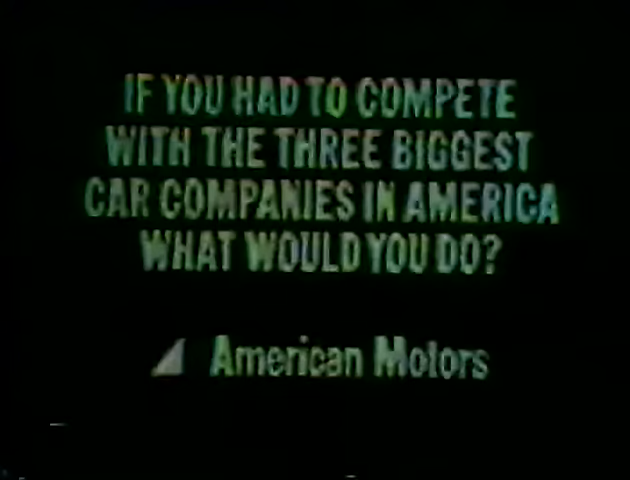 IF YOU HAD TO COMPETE
WITH THE THREE BIGGEST
CAR COMPANIES IN AMERICA
WHAT WOULD YOU DO?
American Motors